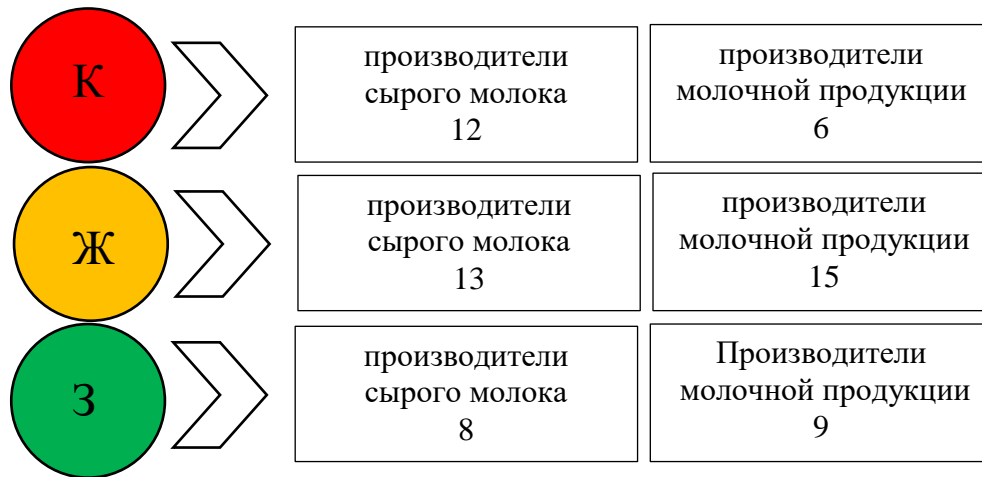 К
производители
сырого молока
12
производители
молочной продукции
6
Ж
производители
сырого молока
13
производители
молочной продукции
15
З
производители
сырого молока
8
Производители
молочной продукции
9